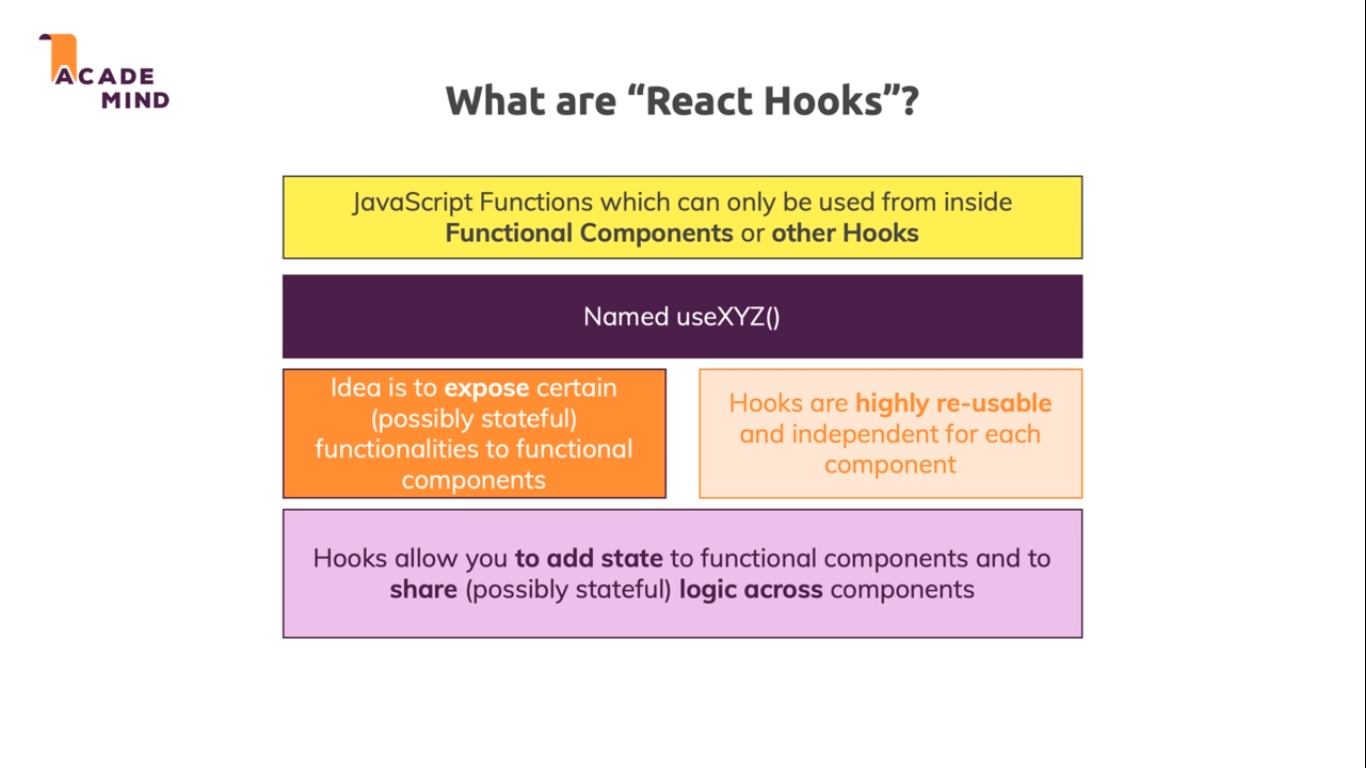 ACADE
MIND
What are “React Hooks”?
JavaScript Functions which can only be used from inside
Functional Components or other Hooks
Named useXYZ()
Idea is to expose certain
(possibly stateful)
functionalities to functional
components
Hooks are highly re-usable
and independent for each
component
Hooks allow you to add state to functional components and to
share (possibly stateful) logic across components